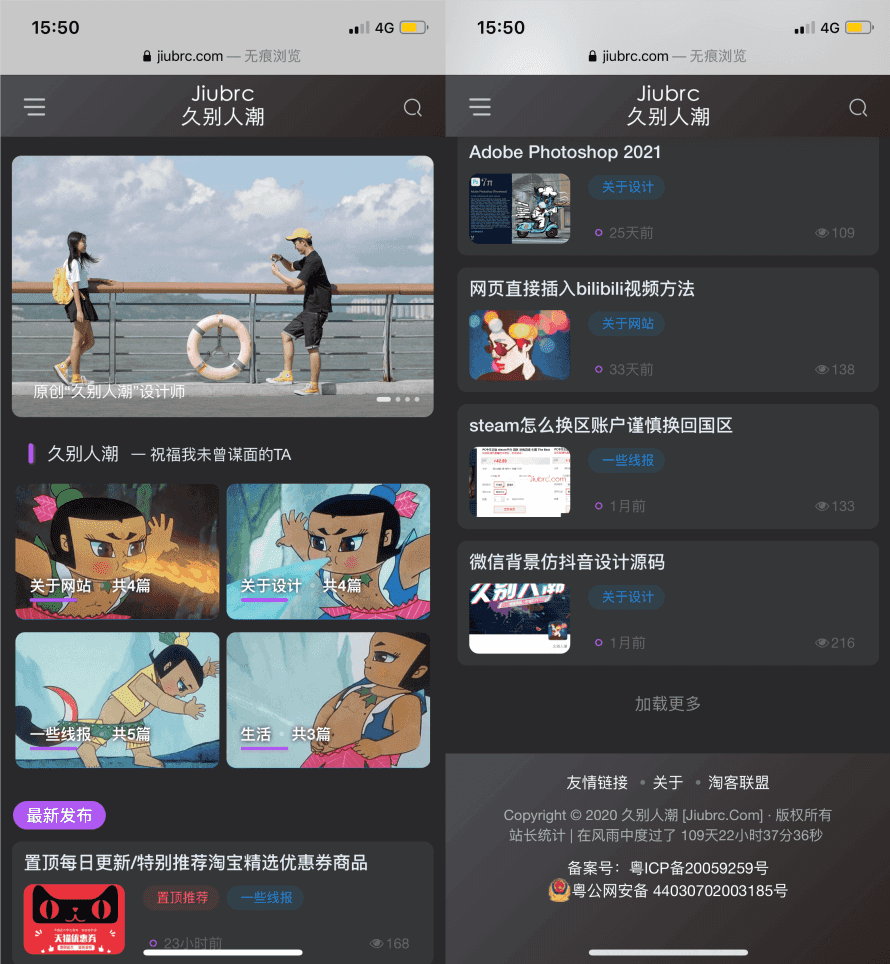 15:50
4G
jiubrc.com — 无痕浏览
Jiubrc
久别人潮
原创“久别人潮”设计师
久别人潮 — 祝福我未曾谋面的TA
关于网站 共4篇
关于设计 共4篇
一些线报 共5篇
生活 共3篇
最新发布
置顶每日更新/特别推荐淘宝精选优惠券商品
置顶推荐 一些线报
天猫优惠券
23小时前 168
15:50
4G
jiubrc.com — 无痕浏览
Jiubrc
久别人潮
Adobe Photoshop 2021
关于设计
25天前 109
网页直接插入bilibili视频方法
关于网站
33天前 138
steam怎么换区账户谨慎换回国区
一些线报
Jiubrc.com
1月前 133
微信背景仿抖音设计源码
关于设计
久别人潮
1月前 216
加载更多
友情链接 • 关于 • 淘客联盟
Copyright © 2020 久别人潮 [Jiubrc.Com] · 版权所有
站长统计 | 在风雨中度过了 109天22小时37分36秒
备案号：粤ICP备20059259号
粤公网安备 44030702003185号